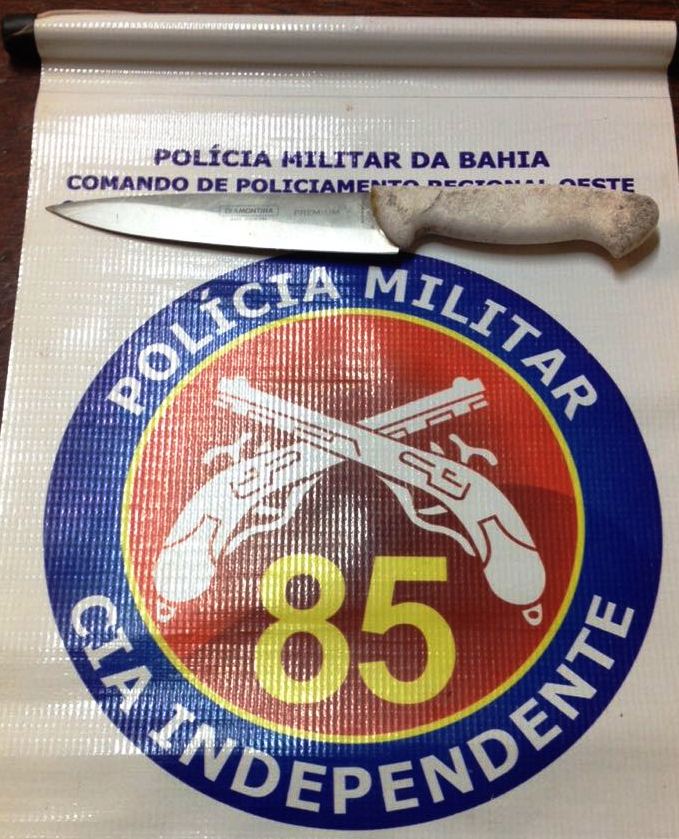 POLÍCIA MILITAR DA BAHIA
COMANDO DE POLICIAMENTO REGIONAL OESTE
TRAMONTINA
PREMIUM
POLÍCIA MILITAR
85
CIA INDEPENDENTE